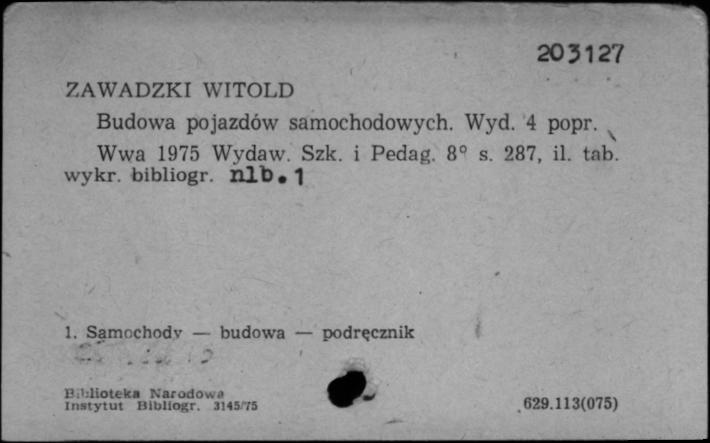 203127
ZAWADZKI WITOLD
Budowa pojazdów samochodowych. Wyd. 4 popr.
Wwa 1975 Wydaw. Szk. i Pedag. 8° s. 287, il. tab.
wykr. bibliogr. nlb. 1
1. Samochody — budowa — podręcznik
Biblioteka Narodowa
Instytut Bibliogr. 3145/75
629.113(075)